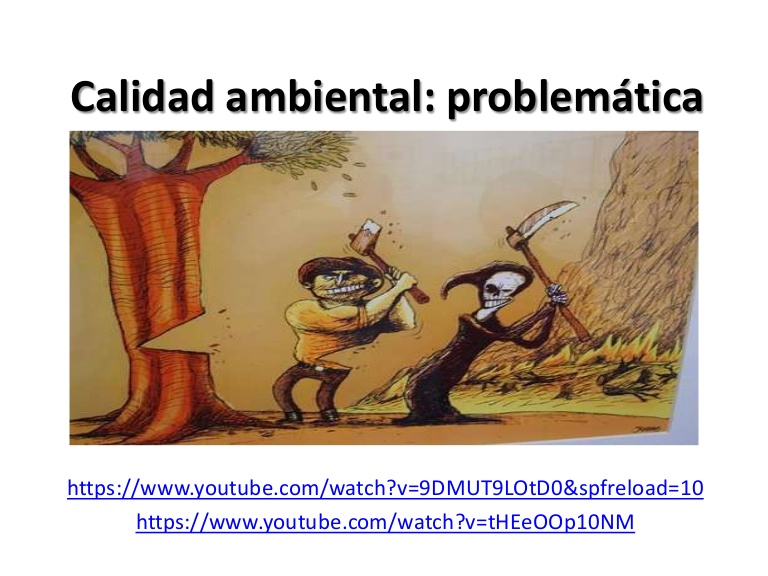 Calidad ambiental: problemática
https://www.youtube.com/watch?v=9DMUT9LOtD0&spfreload=10
https://www.youtube.com/watch?v=tHEeOOp10NM